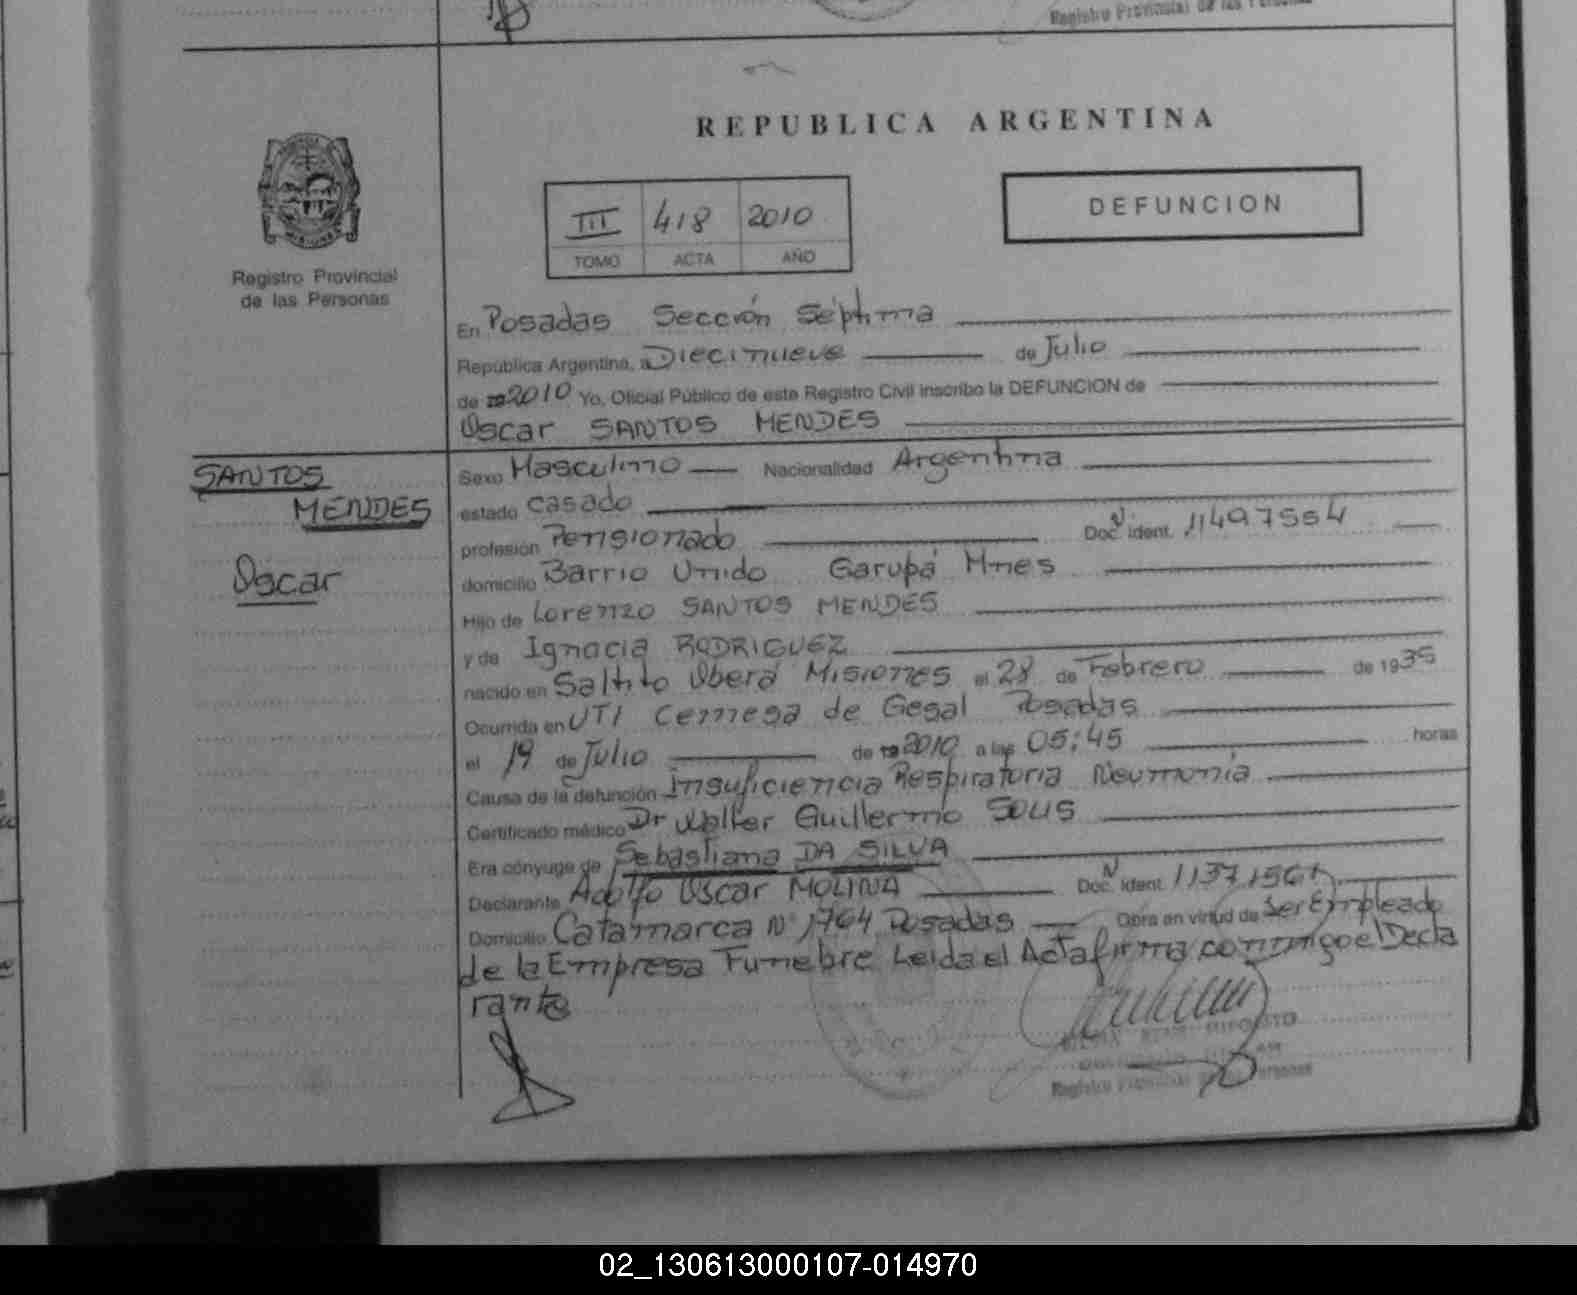 Registro Provincial de las Personas
REPUBLICA ARGENTINA
III 418 2010
TOMO ACTA AÑO
DEFUNCION
Registro Provincial
de las Personas
En Posadas Sección Séptima
República Argentina, a Diecinueve de Julio
de 2010 Yo, Oficial Público de este Registro Civil inscribo la DEFUNCION de
Oscar SANTOS MENDES
SANTOS
MENDES
Oscar
Sexo Masculino Nacionalidad Argentina
estado casado
profesión Pensionado Doc. N° ident. 11497554
domicilio Barrio Unido Garupá Mnes
Hijo de Lorenzo SANTOS MENDES
y de Ignacia RODRIGUEZ
nacido en Saltito Oberá Misiones el 28 de Febrero de 1935
Ocurrida en UTI Cemesa de Gesal Posadas
el 19 de Julio de 2010 a las 05:45 horas
Causa de la defunción Insuficiencia Respiratoria Neumonía
Certificado médico Dr Walter Guillermo SOLIS
Era cónyuge de Sebastiana DA SILVA
Declarante Adolfo Oscar MOLINA Doc. N° ident.
Domicilio Catamarca N° 1764 Posadas Obra en virtud de Ser Empleado
de la Empresa Funebre Leida el Acta firma conmigo el Decla
rante
Registro Provincial Personas
02_130613000107-014970